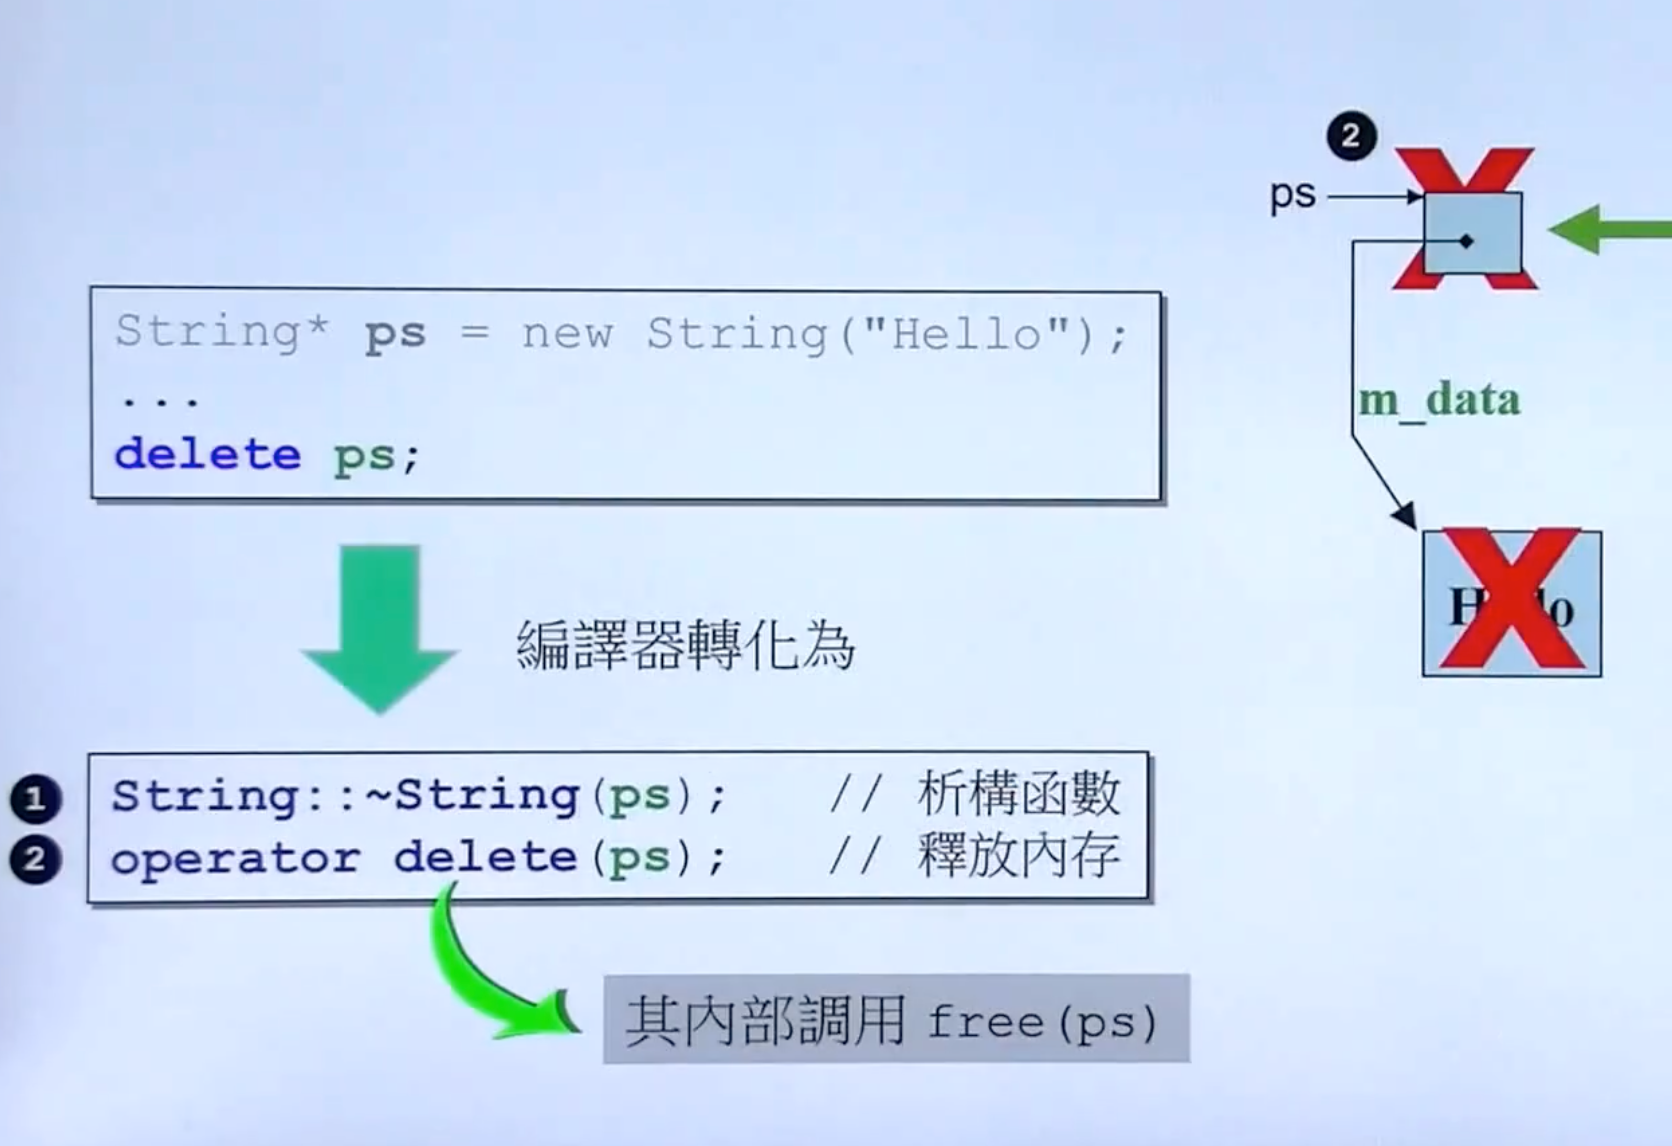 String* ps = new String("Hello");
...
delete ps;
編譯器轉化為
1 String::~String(ps); // 析構函數
2 operator delete(ps); // 釋放內存
其內部調用 free(ps)
2
ps
m_data